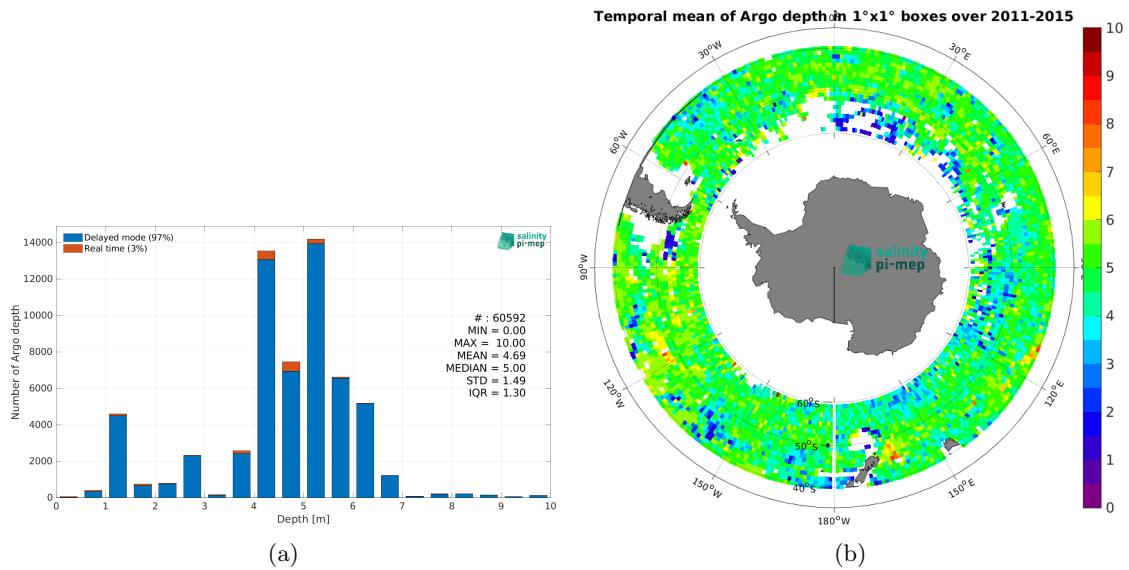 Temporal mean of Argo depth in 1°x1° boxes over 2011-2015
Delayed mode (97%)
Real time (3%)
salinity
pi-mep
# : 60592
MIN = 0.00
MAX = 10.00
MEAN = 4.69
MEDIAN = 5.00
STD = 1.49
IQR = 1.30
Number of Argo depth
14000
12000
10000
8000
6000
4000
2000
0
0 1 2 3 4 5 6 7 8 9 10
Depth [m]
(a)
0°
30°W
30°E
60°W
60°E
90°W
120°W
120°E
150°W
150°E
180°W
60°S
50°S
40°S
salinity
pi-mep
10
9
8
7
6
5
4
3
2
1
0
(b)